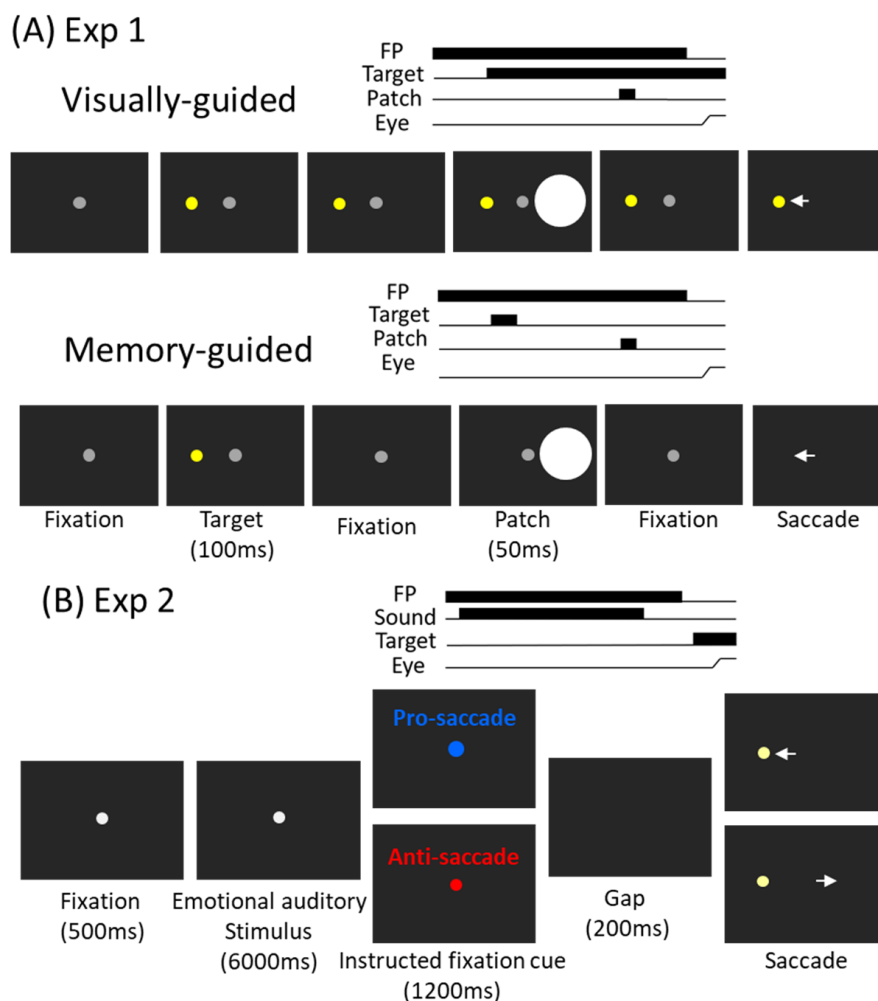 (A) Exp 1
Visually-guided
FP
Target
Patch
Eye
Memory-guided
FP
Target
Patch
Eye
Fixation
Target
(100ms)
Fixation
Patch
(50ms)
Fixation
Saccade
(B) Exp 2
FP
Sound
Target
Eye
Pro-saccade
Anti-saccade
Fixation
(500ms)
Emotional auditory
Stimulus
(6000ms)
Instructed fixation cue
(1200ms)
Gap
(200ms)
Saccade